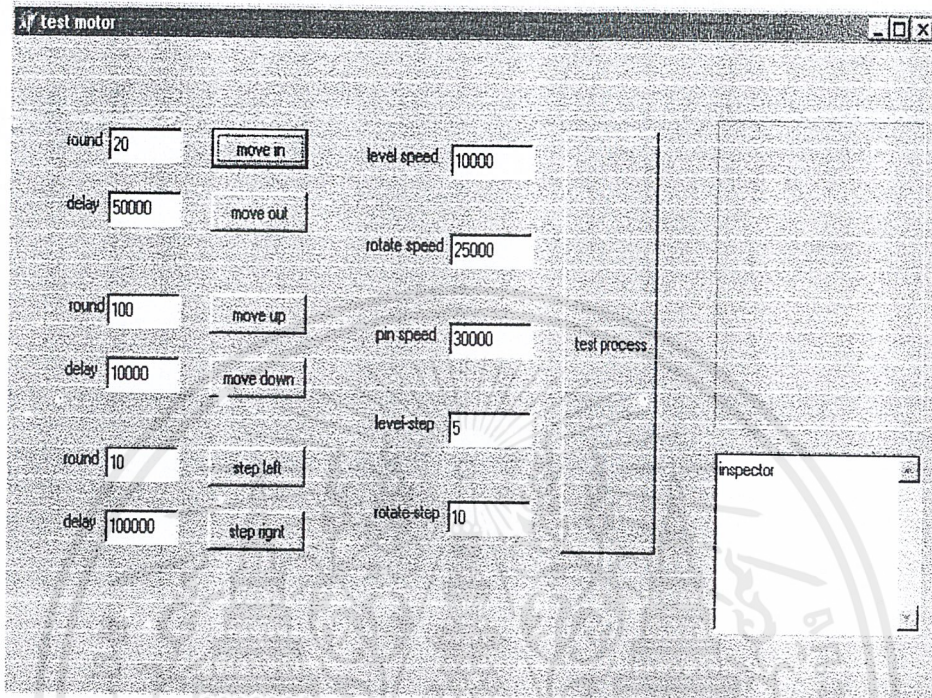 test motor
round 20 move in
delay 50000 move out
round 100 move up
delay 10000 move down
round 10 step left
delay 100000 step right
level speed 10000
rotate speed 25000
pin speed 30000
level-step 5
rotate-step 10
test process
inspector